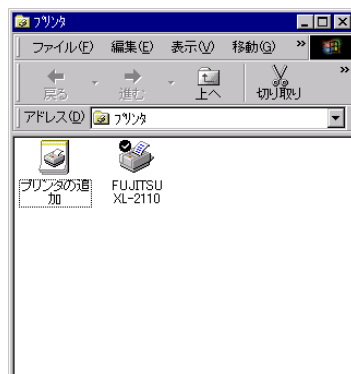 プリンタ
ファイル(F) 編集(E) 表示(V) 移動(G) »
戻る 進む 上へ 切り取り »
アドレス(D) プリンタ
プリンタの追
加
FUJITSU
XL-2110